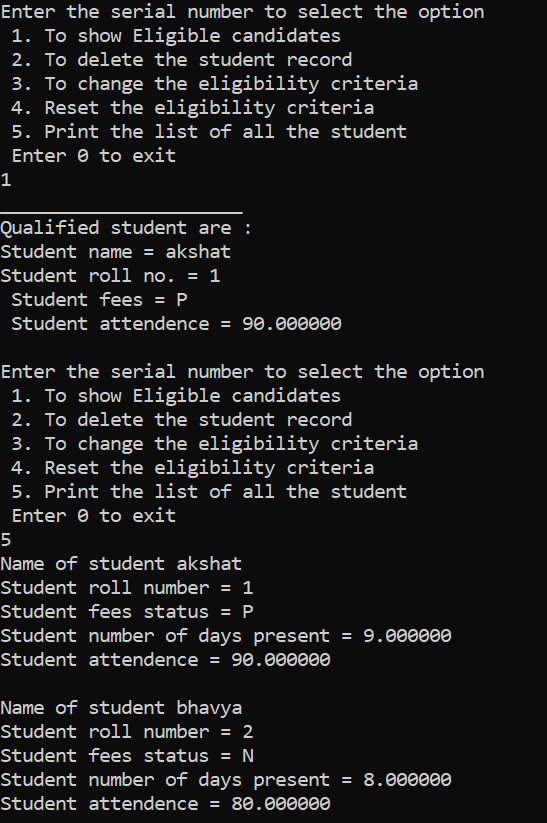 Enter the serial number to select the option
1. To show Eligible candidates
2. To delete the student record
3. To change the eligibility criteria
4. Reset the eligibility criteria
5. Print the list of all the student
Enter 0 to exit
1
______________________
Qualified student are :
Student name = akshat
Student roll no. = 1
Student fees = P
Student attendence = 90.000000

Enter the serial number to select the option
1. To show Eligible candidates
2. To delete the student record
3. To change the eligibility criteria
4. Reset the eligibility criteria
5. Print the list of all the student
Enter 0 to exit
5
Name of student akshat
Student roll number = 1
Student fees status = P
Student number of days present = 9.000000
Student attendence = 90.000000

Name of student bhavya
Student roll number = 2
Student fees status = N
Student number of days present = 8.000000
Student attendence = 80.000000